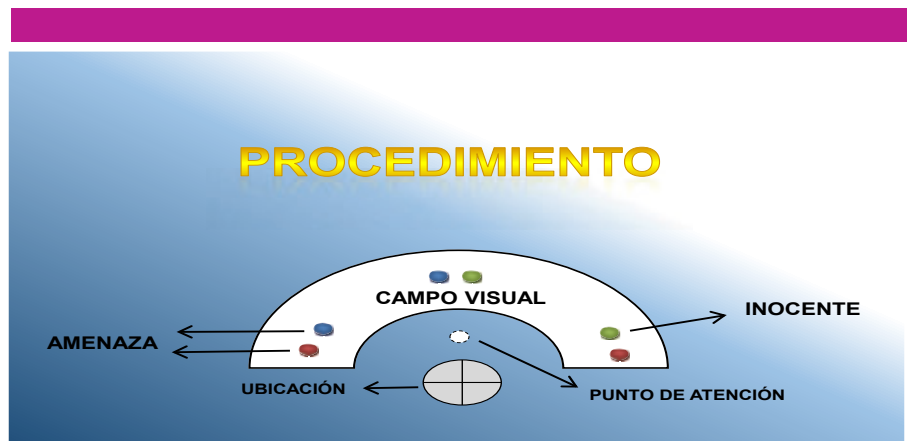 PROCEDIMIENTO
CAMPO VISUAL
INOCENTE
AMENAZA
UBICACIÓN
PUNTO DE ATENCIÓN